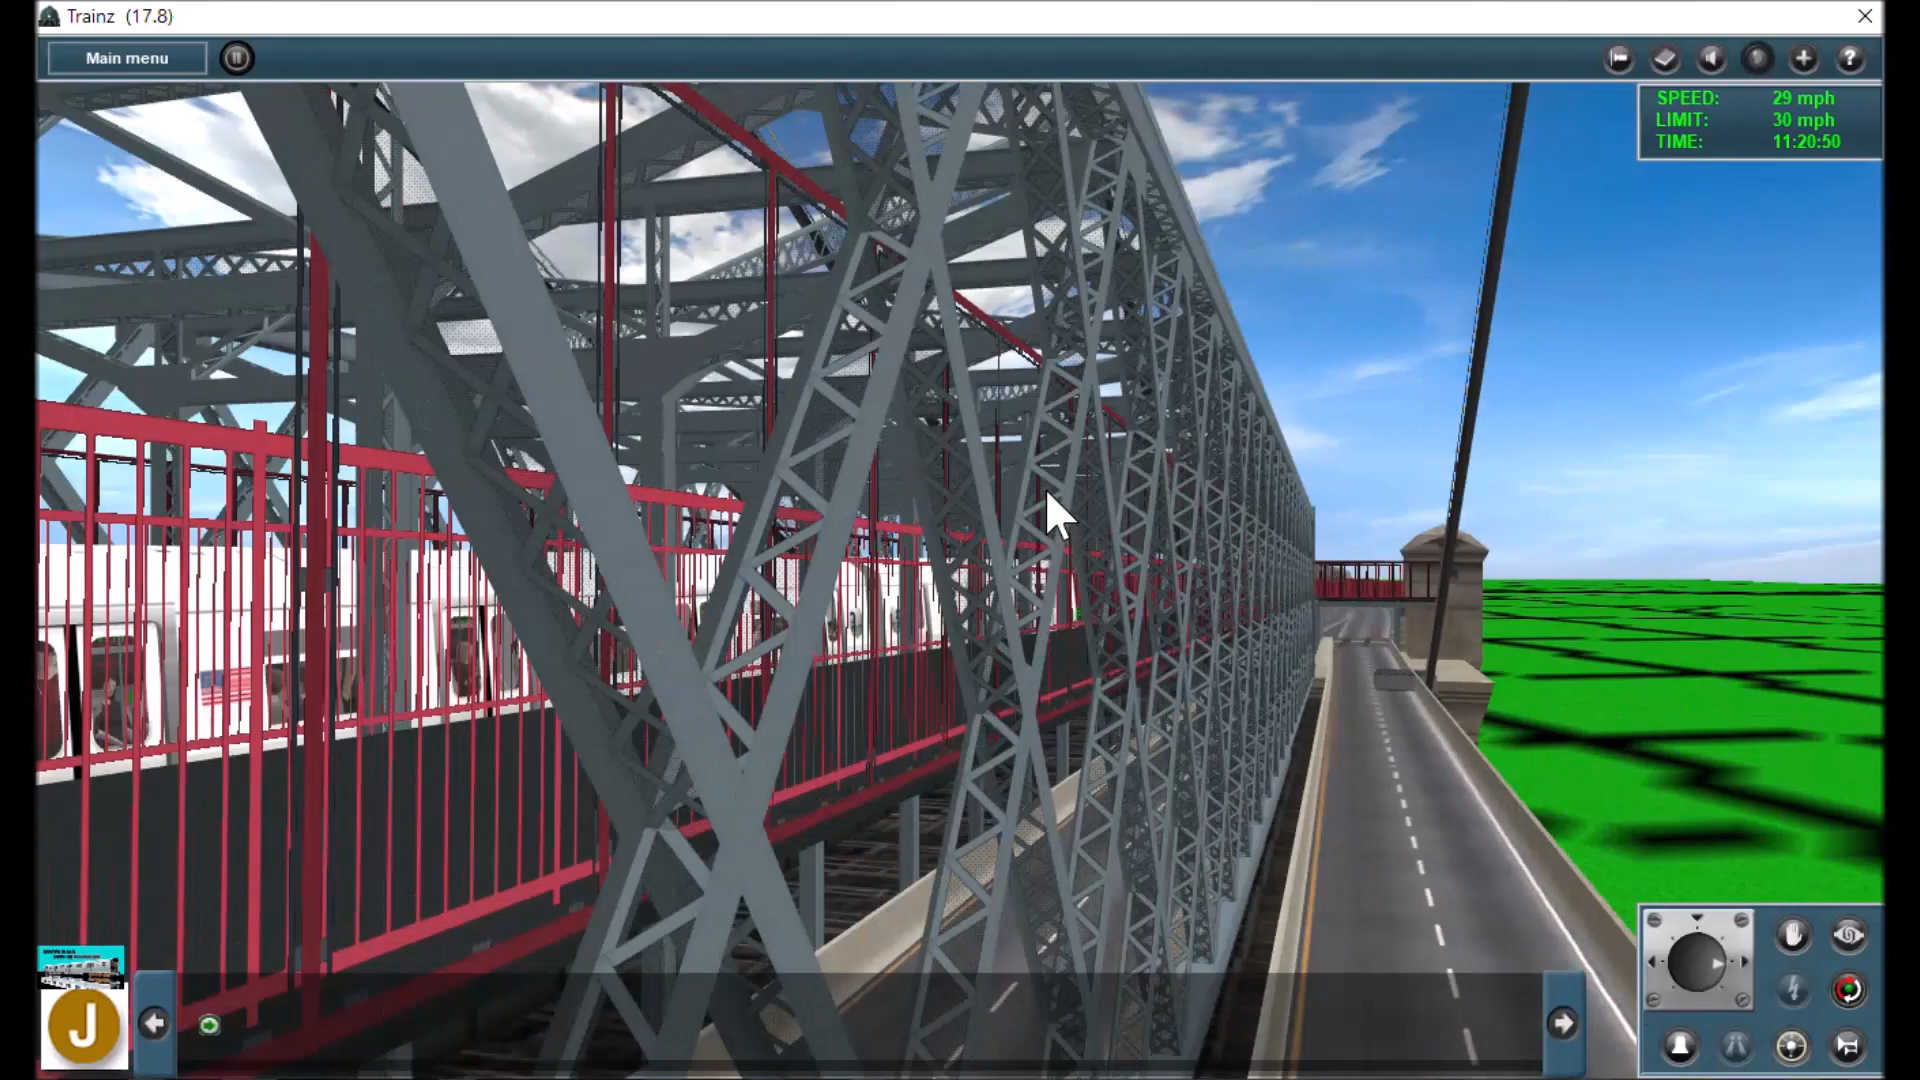 Trainz (17.8)
Main menu
SPEED: 29 mph
LIMIT: 30 mph
TIME: 11:20:50
J